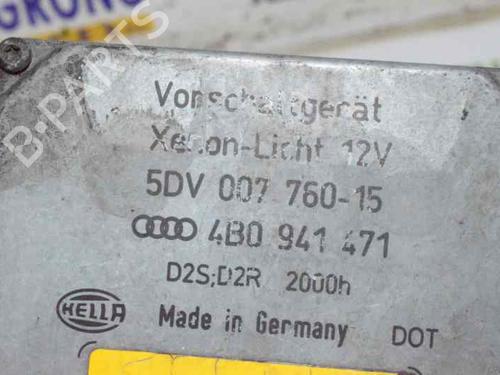 B-PARTS
Vorschaltgerät
Xenon-Licht 12V
5DV 007 760-15
4B0 941 471
D2S;D2R 2000h
HELLA Made in Germany DOT